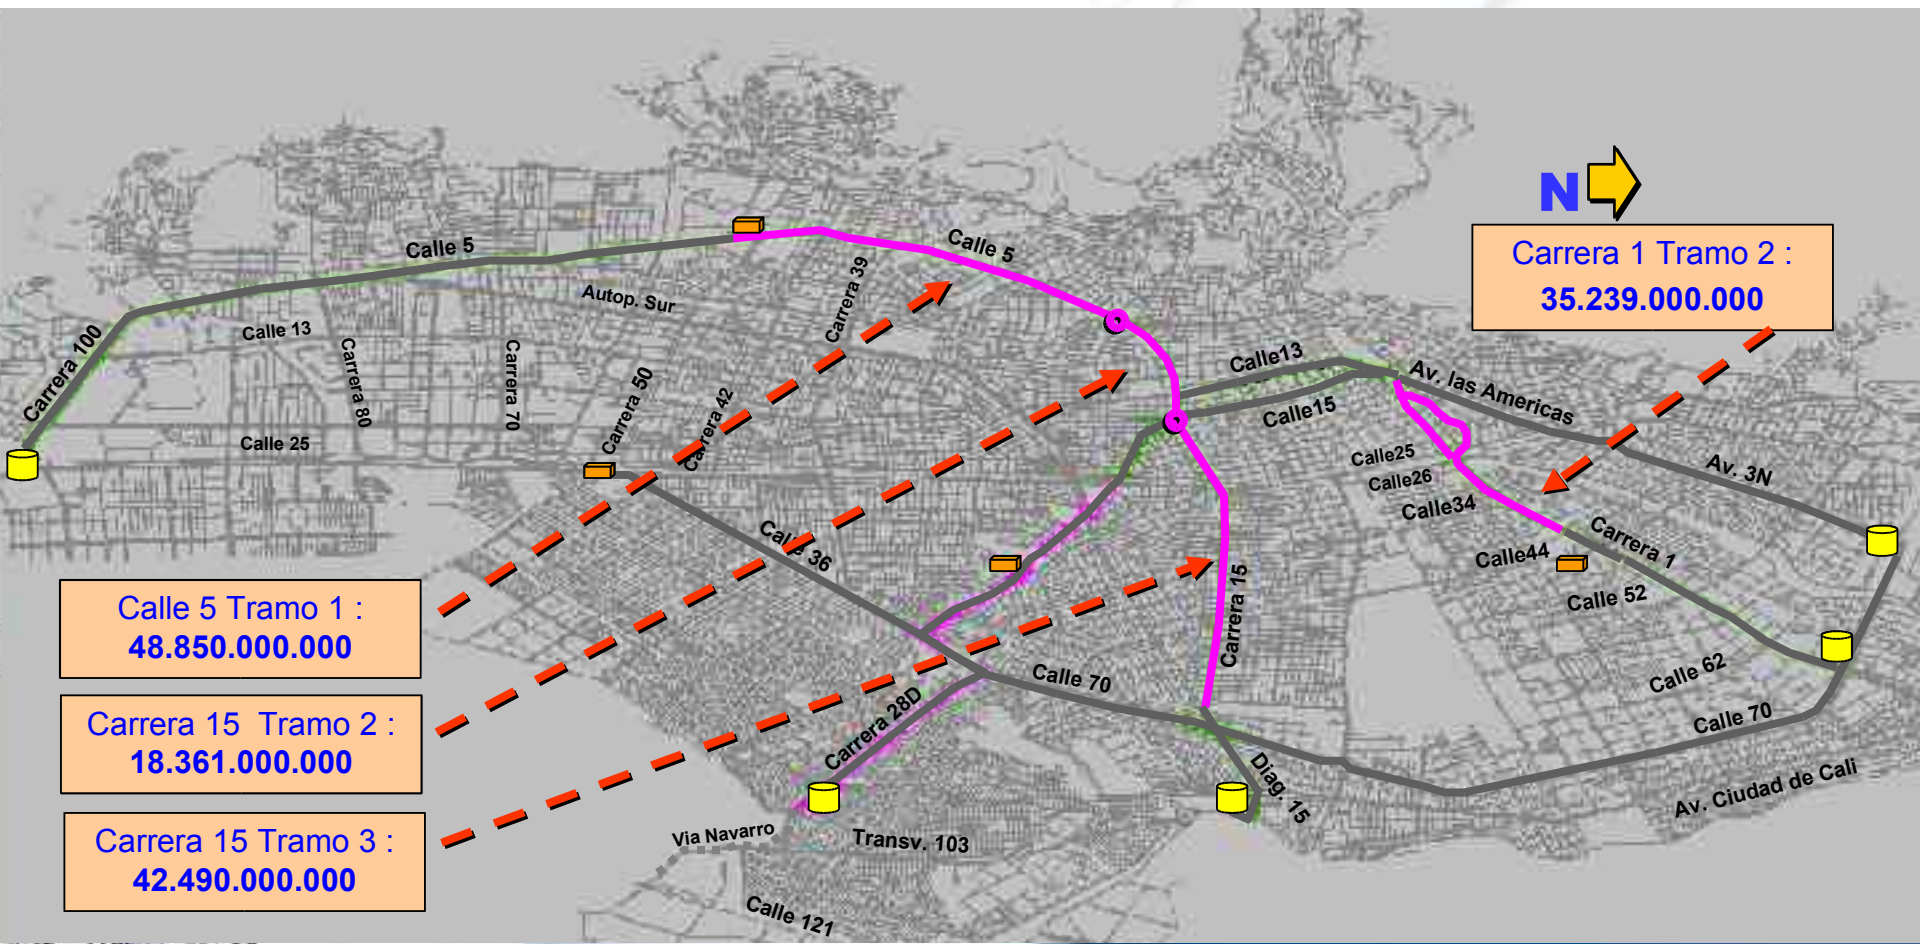 N
Carrera 1 Tramo 2 :
35.239.000.000
Calle 5
Calle 5
Autop. Sur
Carrera 39
Calle 13
Carrera 100
Carrera 80
Carrera 70
Carrera 50
Carrera 42
Calle 25
Calle13
Calle15
Av. las Americas
Av. 3N
Calle25
Calle26
Calle34
Calle44
Carrera 1
Calle 52
Calle 62
Calle 70
Av. Ciudad de Cali
Calle 36
Carrera 15
Calle 70
Carrera 28D
Diag. 15
Calle 5 Tramo 1 :
48.850.000.000
Carrera 15 Tramo 2 :
18.361.000.000
Carrera 15 Tramo 3 :
42.490.000.000
Via Navarro
Transv. 103
Calle 121